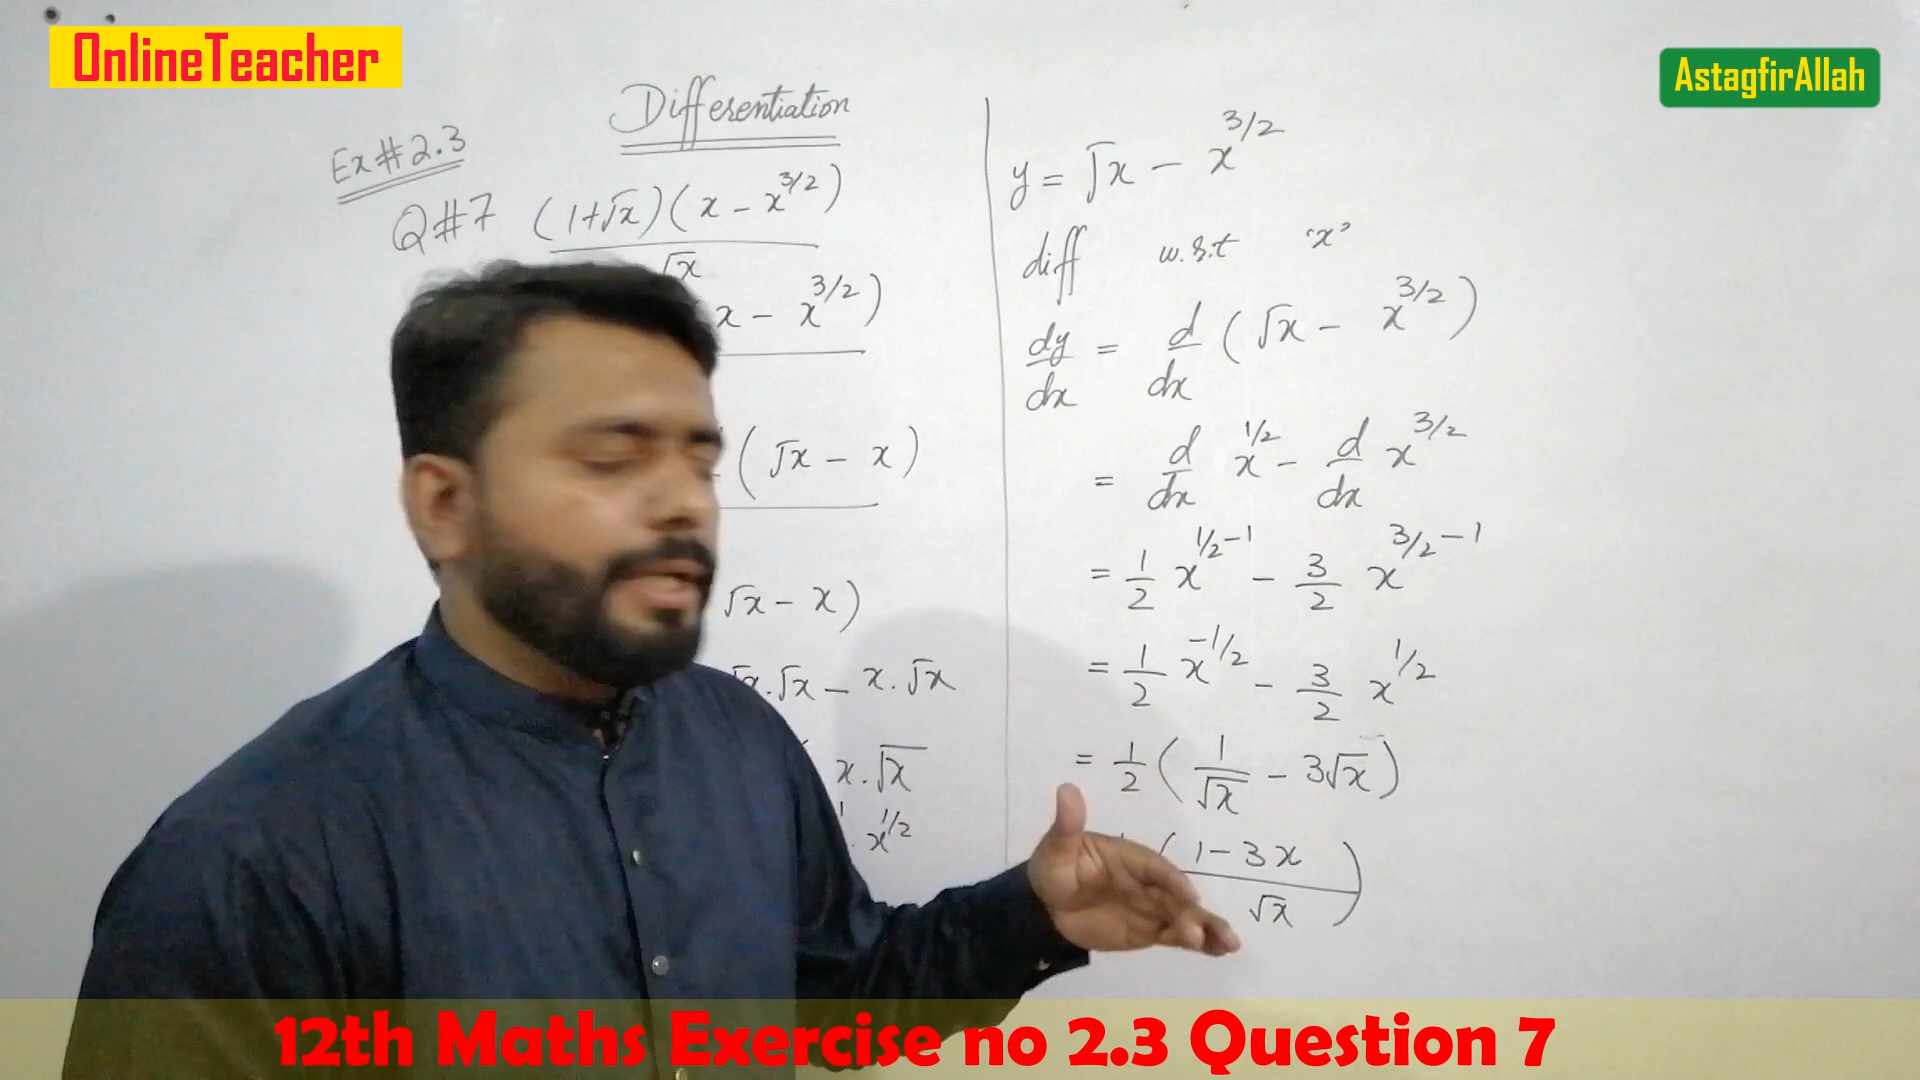 OnlineTeacher
AstagfirAllah
Differentiation
Ex#2.3
Q#7 (1+√x)(x - x^3/2)
√x
x - x^3/2)
(√x - x)
√x - x)
√x.√x - x.√x
x.√x
x^1/2
y = √x - x^3/2
diff w.r.t 'x'
dy/dx = d/dx (√x - x^3/2)
= d/dx x^1/2 - d/dx x^3/2
= 1/2 x^1/2-1 - 3/2 x^3/2-1
= 1/2 x^-1/2 - 3/2 x^1/2
= 1/2 (1/√x - 3√x)
(1-3x/√x)
12th Maths Exercise no 2.3 Question 7